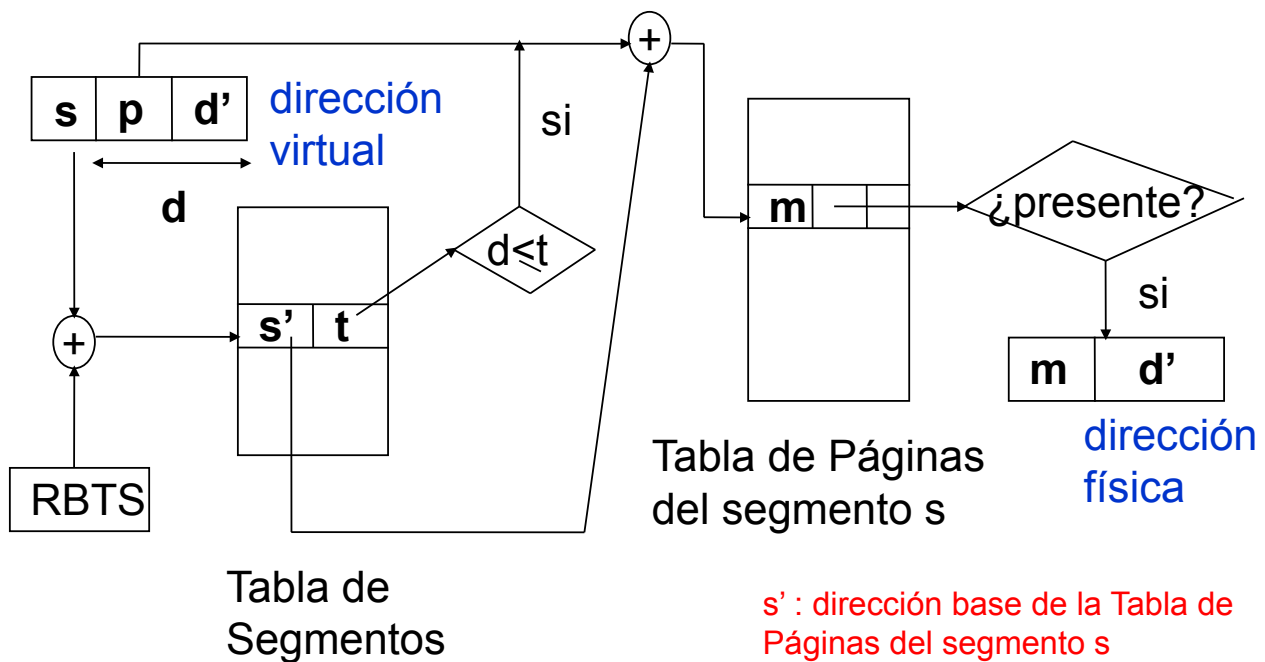 s p d’
dirección
virtual
d
+
RBTS
s’ t
Tabla de
Segmentos
d≤t
si
+
m
Tabla de Páginas
del segmento s
¿presente?
si
m d’
dirección
física
s’ : dirección base de la Tabla de
Páginas del segmento s